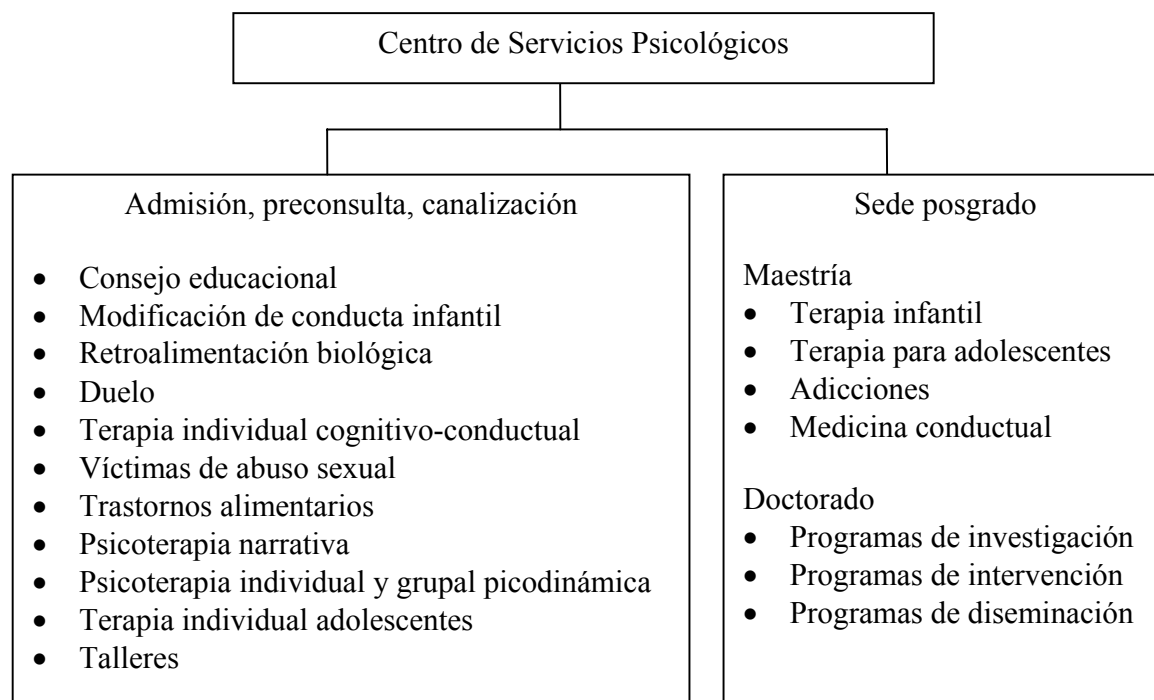 Centro de Servicios Psicológicos
Admisión, preconsulta, canalización
• Consejo educacional
• Modificación de conducta infantil
• Retroalimentación biológica
• Duelo
• Terapia individual cognitivo-conductual
• Víctimas de abuso sexual
• Trastornos alimentarios
• Psicoterapia narrativa
• Psicoterapia individual y grupal picodinámica
• Terapia individual adolescentes
• Talleres
Sede posgrado
Maestría
• Terapia infantil
• Terapia para adolescentes
• Adicciones
• Medicina conductual
Doctorado
• Programas de investigación
• Programas de intervención
• Programas de diseminación